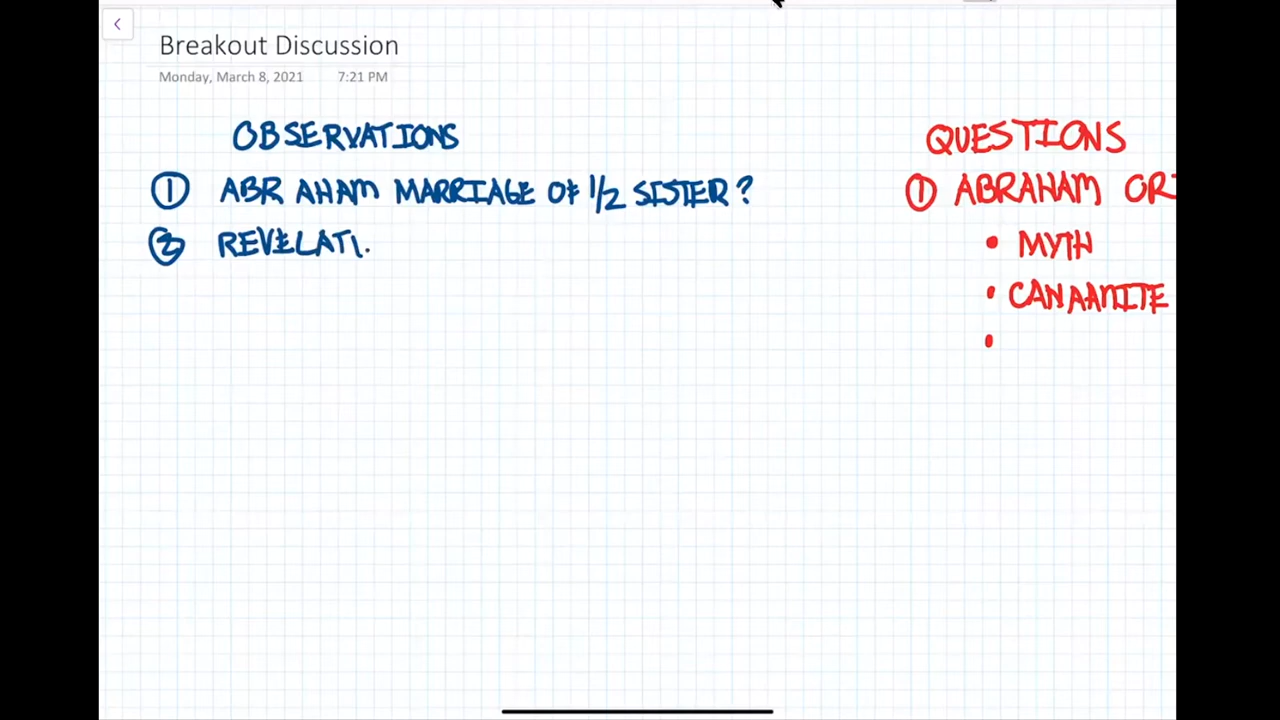 Breakout Discussion
Monday, March 8, 2021 7:21 PM
OBSERVATIONS
① ABRAHAM MARRIAGE OF 1/2 SISTER?
② REVELATI
QUESTIONS
① ABRAHAM OR
• MYTH
• CANAANITE
•